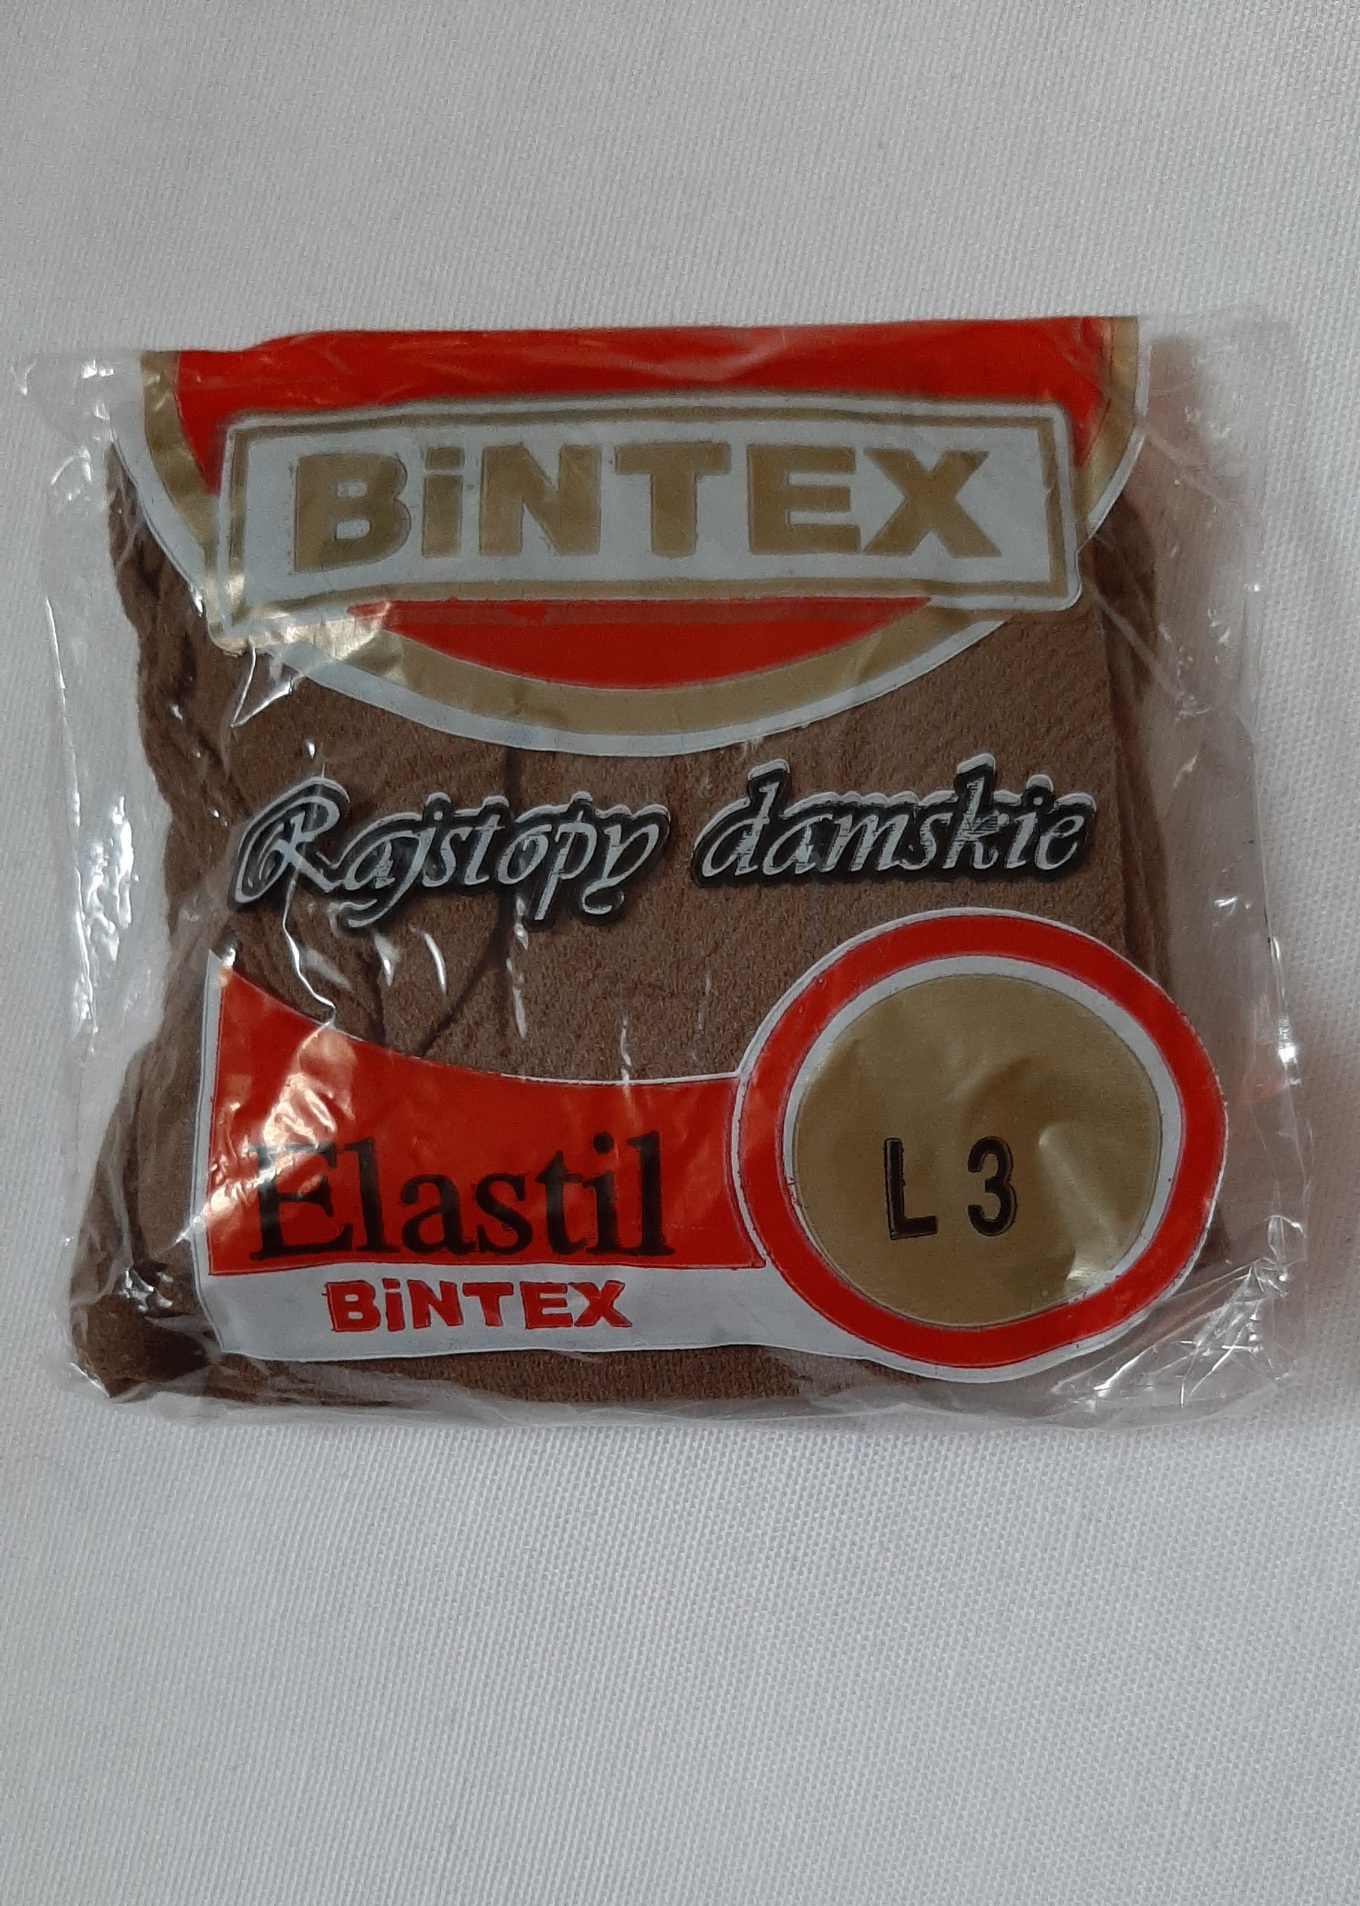 BiNTEX
Rajstopy damskie
Elastil
L 3
BiNTEX